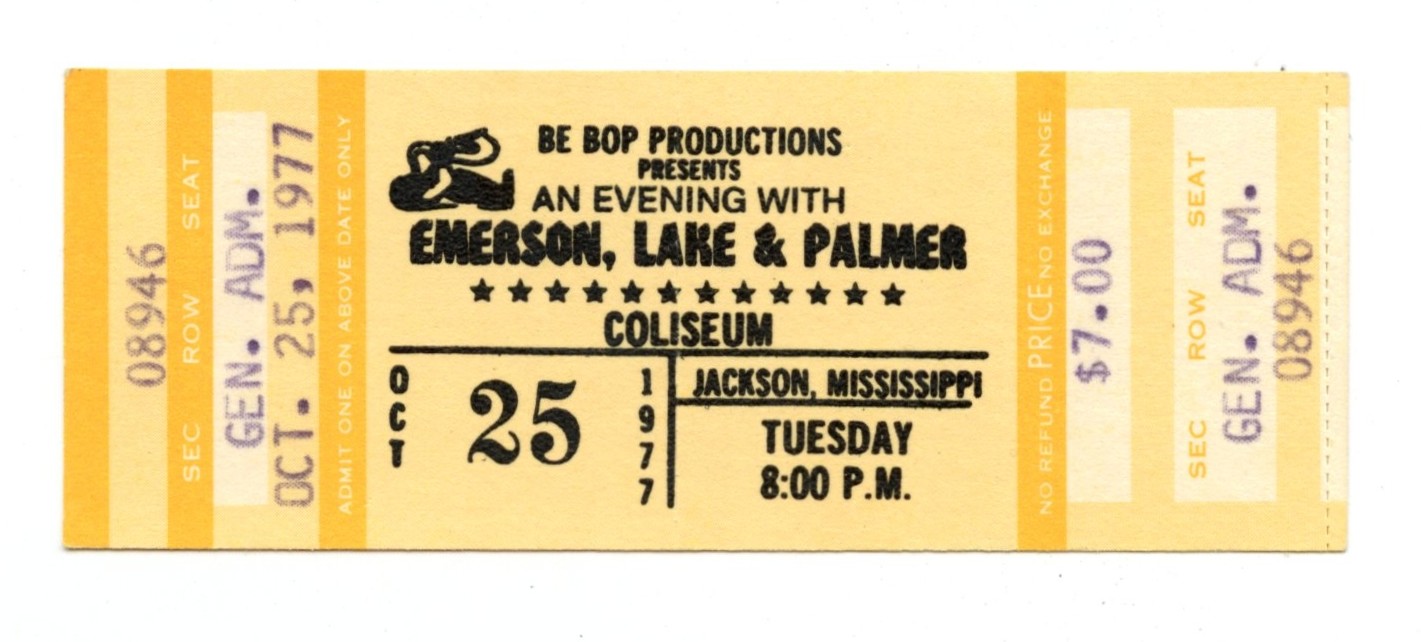 08946
SEC ROW SEAT
GEN. ADM.
OCT. 25, 1977
ADMIT ONE ON ABOVE DATE ONLY
BE BOP PRODUCTIONS
PRESENTS
AN EVENING WITH
EMERSON, LAKE & PALMER
★ ★ ★ ★ ★ ★ ★ ★ ★ ★ ★ ★
COLISEUM
OCT 25 1977
JACKSON, MISSISSIPPI
TUESDAY
8:00 P.M.
NO REFUND PRICE NO EXCHANGE
$7.00
SEC ROW SEAT
GEN. ADM.
08946